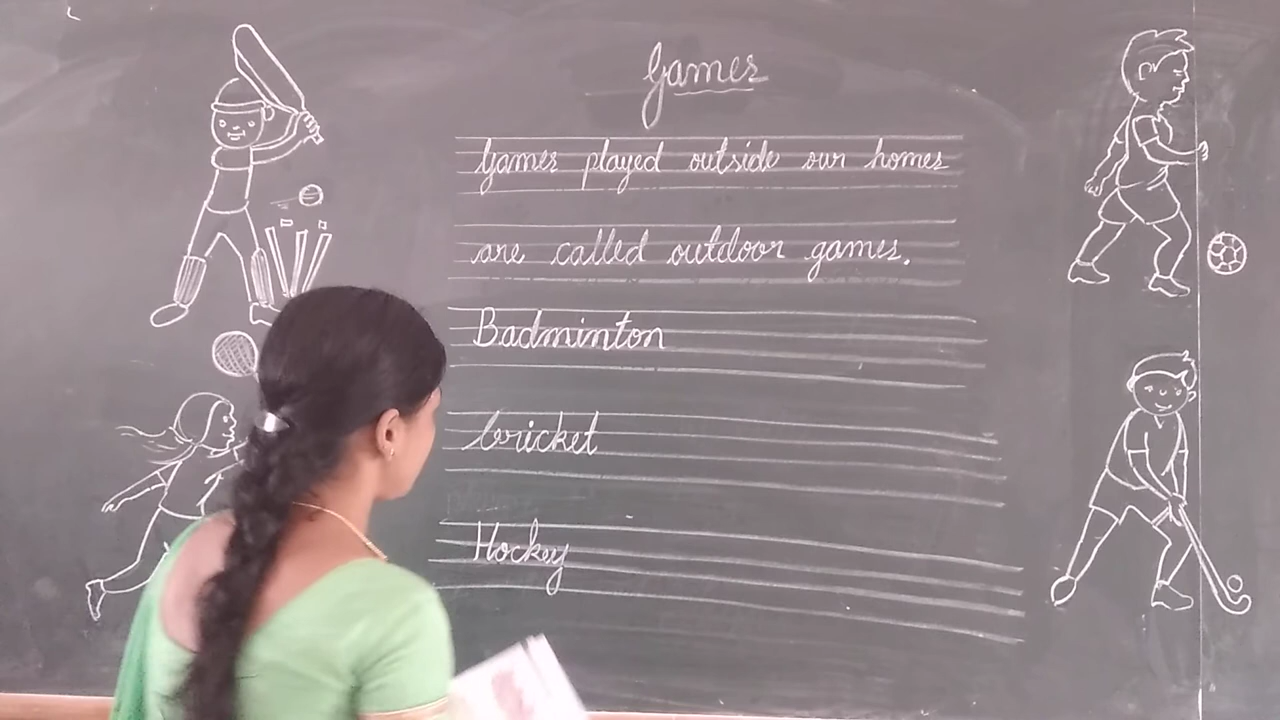 Games
Games played outside our homes
are called outdoor games.
Badminton
Cricket
Hockey